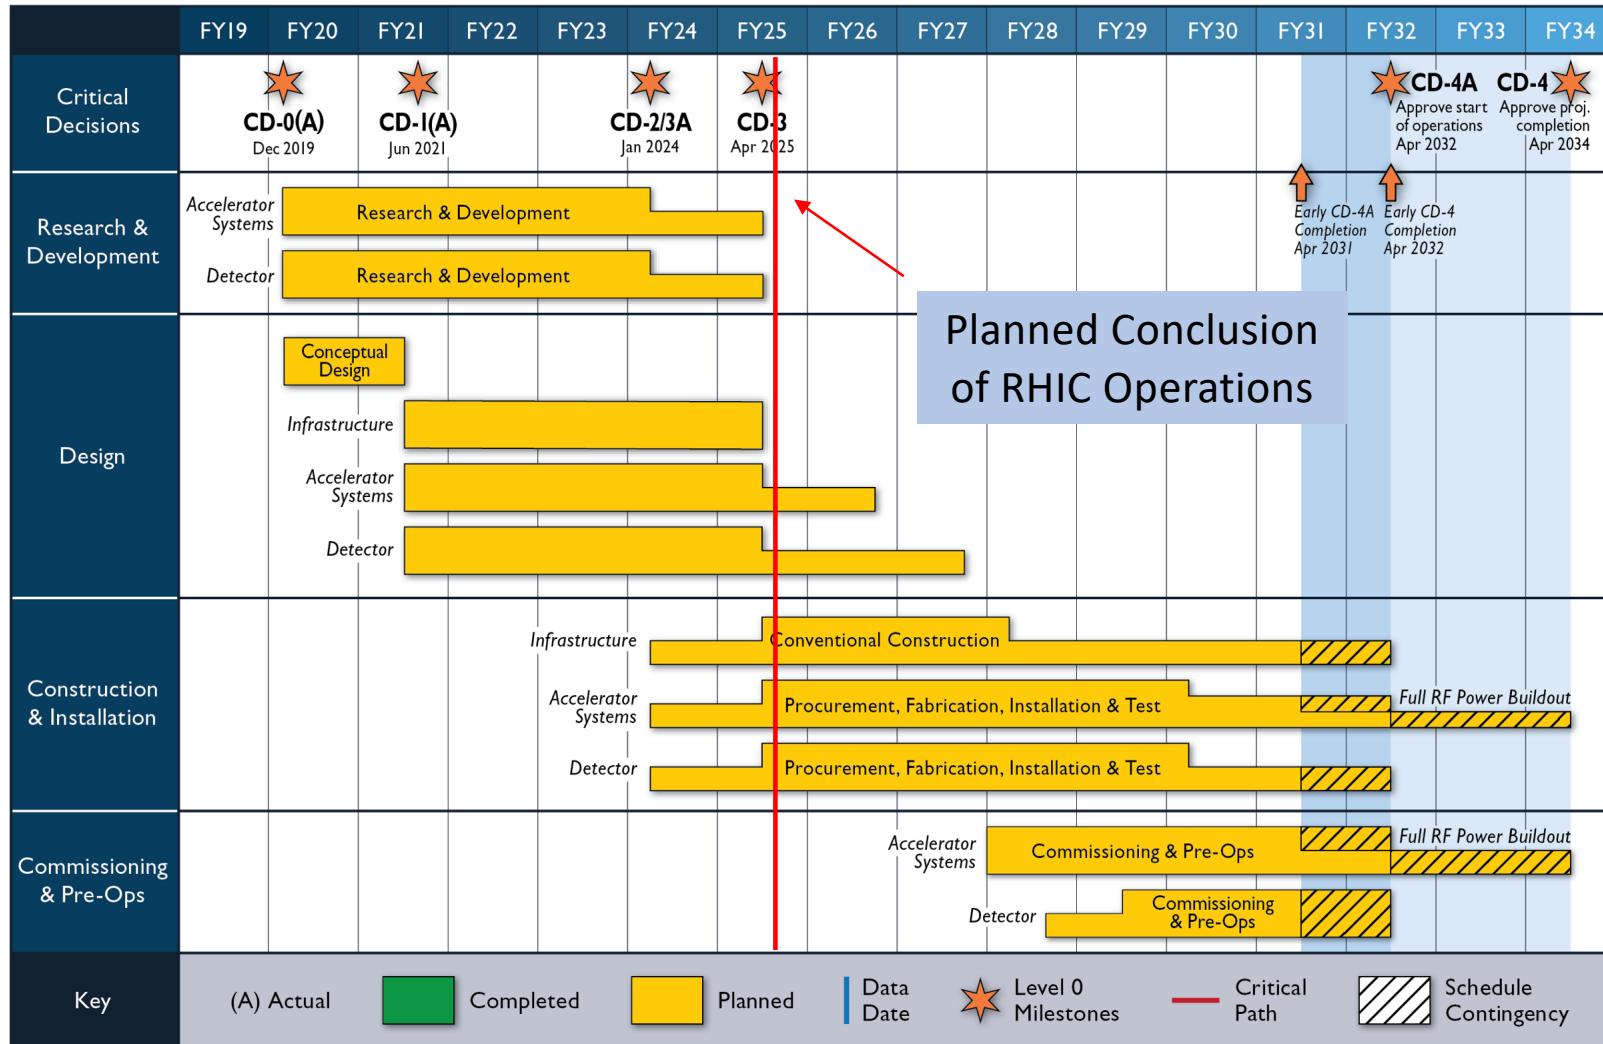 FY19 FY20 FY21 FY22 FY23 FY24 FY25 FY26 FY27 FY28 FY29 FY30 FY31 FY32 FY33 FY34
Critical
Decisions
CD-0(A)
Dec 2019
CD-1(A)
Jun 2021
CD-2/3A
Jan 2024
CD-3
Apr 2025
CD-4A
Approve start
of operations
Apr 2032
CD-4
Approve proj.
completion
Apr 2034
Early CD-4A
Completion
Apr 2031
Early CD-4
Completion
Apr 2032
Research &
Development
Accelerator
Systems
Research & Development
Detector
Research & Development
Planned Conclusion
of RHIC Operations
Design
Conceptual
Design
Infrastructure
Accelerator
Systems
Detector
Construction
& Installation
Infrastructure
Conventional Construction
Accelerator
Systems
Procurement, Fabrication, Installation & Test
Full RF Power Buildout
Detector
Procurement, Fabrication, Installation & Test
Commissioning
& Pre-Ops
Accelerator
Systems
Commissioning & Pre-Ops
Full RF Power Buildout
Detector
Commissioning
& Pre-Ops
Key
(A) Actual
Completed
Planned
Data
Date
Level 0
Milestones
Critical
Path
Schedule
Contingency